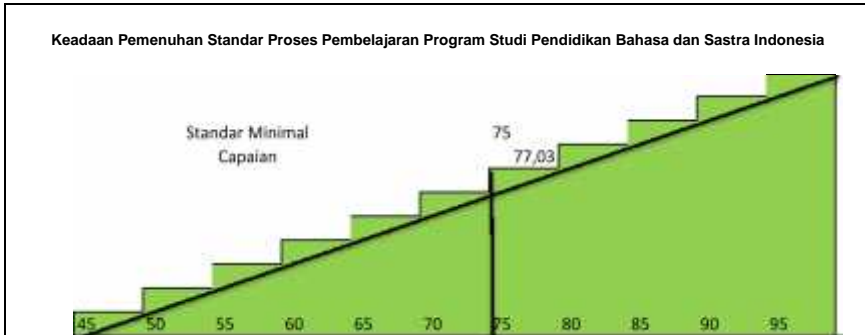 Keadaan Pemenuhan Standar Proses Pembelajaran Program Studi Pendidikan Bahasa dan Sastra Indonesia
Standar Minimal 75
Capaian 77,03
45 50 55 60 65 70 75 80 85 90 95